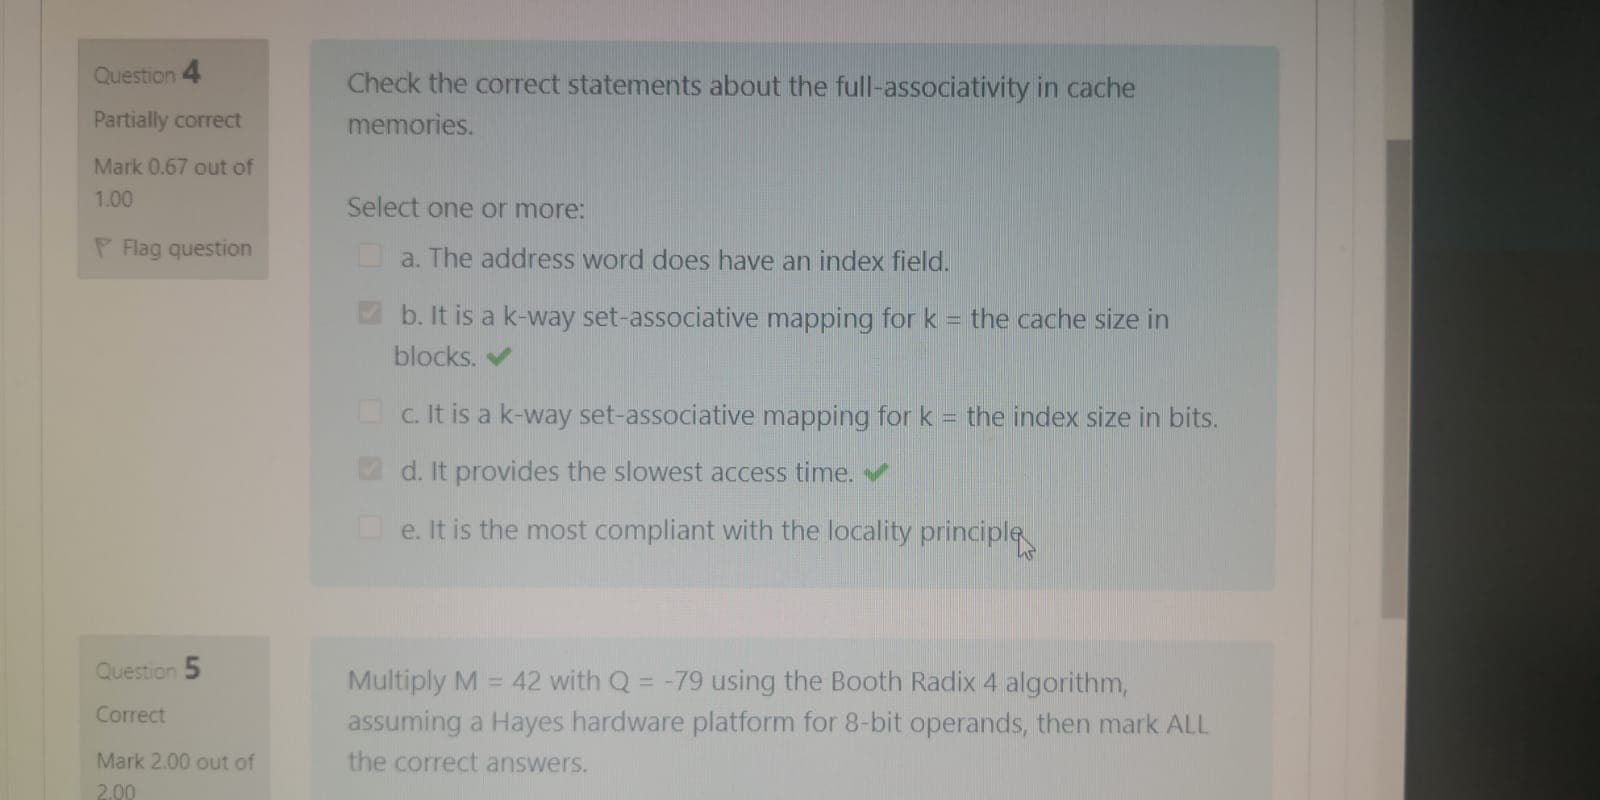 Question 4
Partially correct
Mark 0.67 out of
1.00
Flag question
Check the correct statements about the full-associativity in cache
memories.
Select one or more:
a. The address word does have an index field.
b. It is a k-way set-associative mapping for k = the cache size in
blocks.
c. It is a k-way set-associative mapping for k = the index size in bits.
d. It provides the slowest access time.
e. It is the most compliant with the locality principle
Question 5
Correct
Mark 2.00 out of
2.00
Multiply M = 42 with Q = -79 using the Booth Radix 4 algorithm,
assuming a Hayes hardware platform for 8-bit operands, then mark ALL
the correct answers.